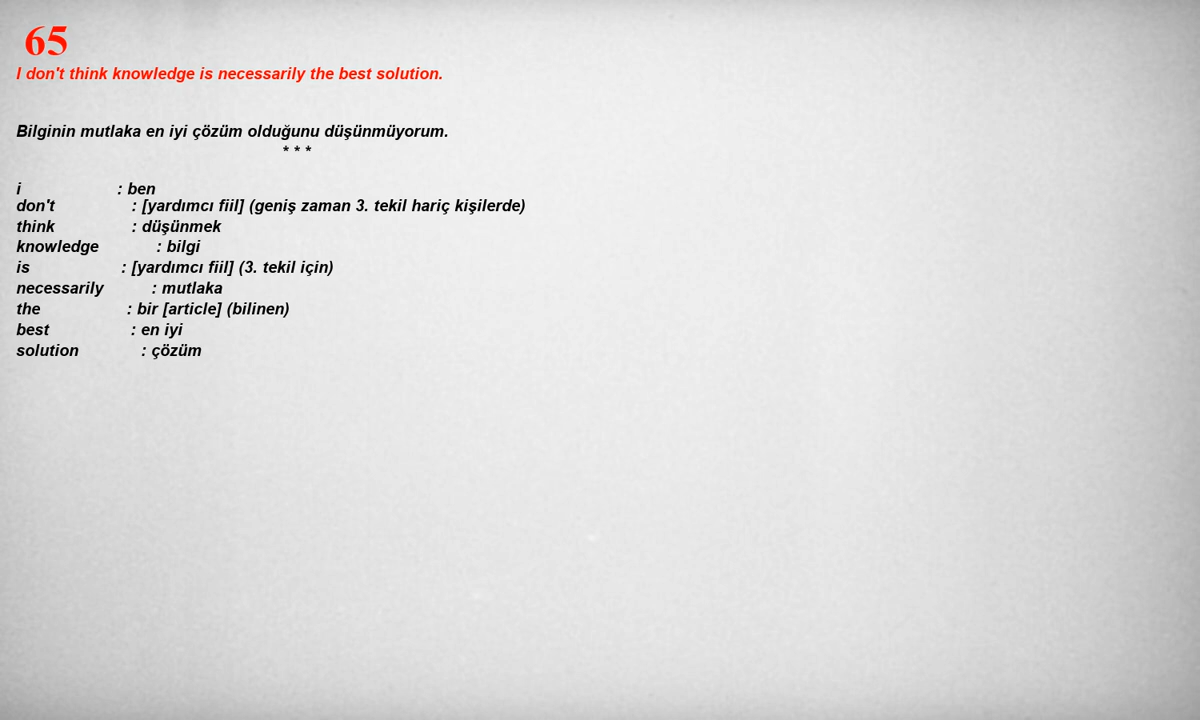 65
I don't think knowledge is necessarily the best solution.
Bilginin mutlaka en iyi çözüm olduğunu düşünmüyorum.
* * *
i : ben
don't : [yardımcı fiil] (geniş zaman 3. tekil hariç kişilerde)
think : düşünmek
knowledge : bilgi
is : [yardımcı fiil] (3. tekil için)
necessarily : mutlaka
the : bir [article] (bilinen)
best : en iyi
solution : çözüm